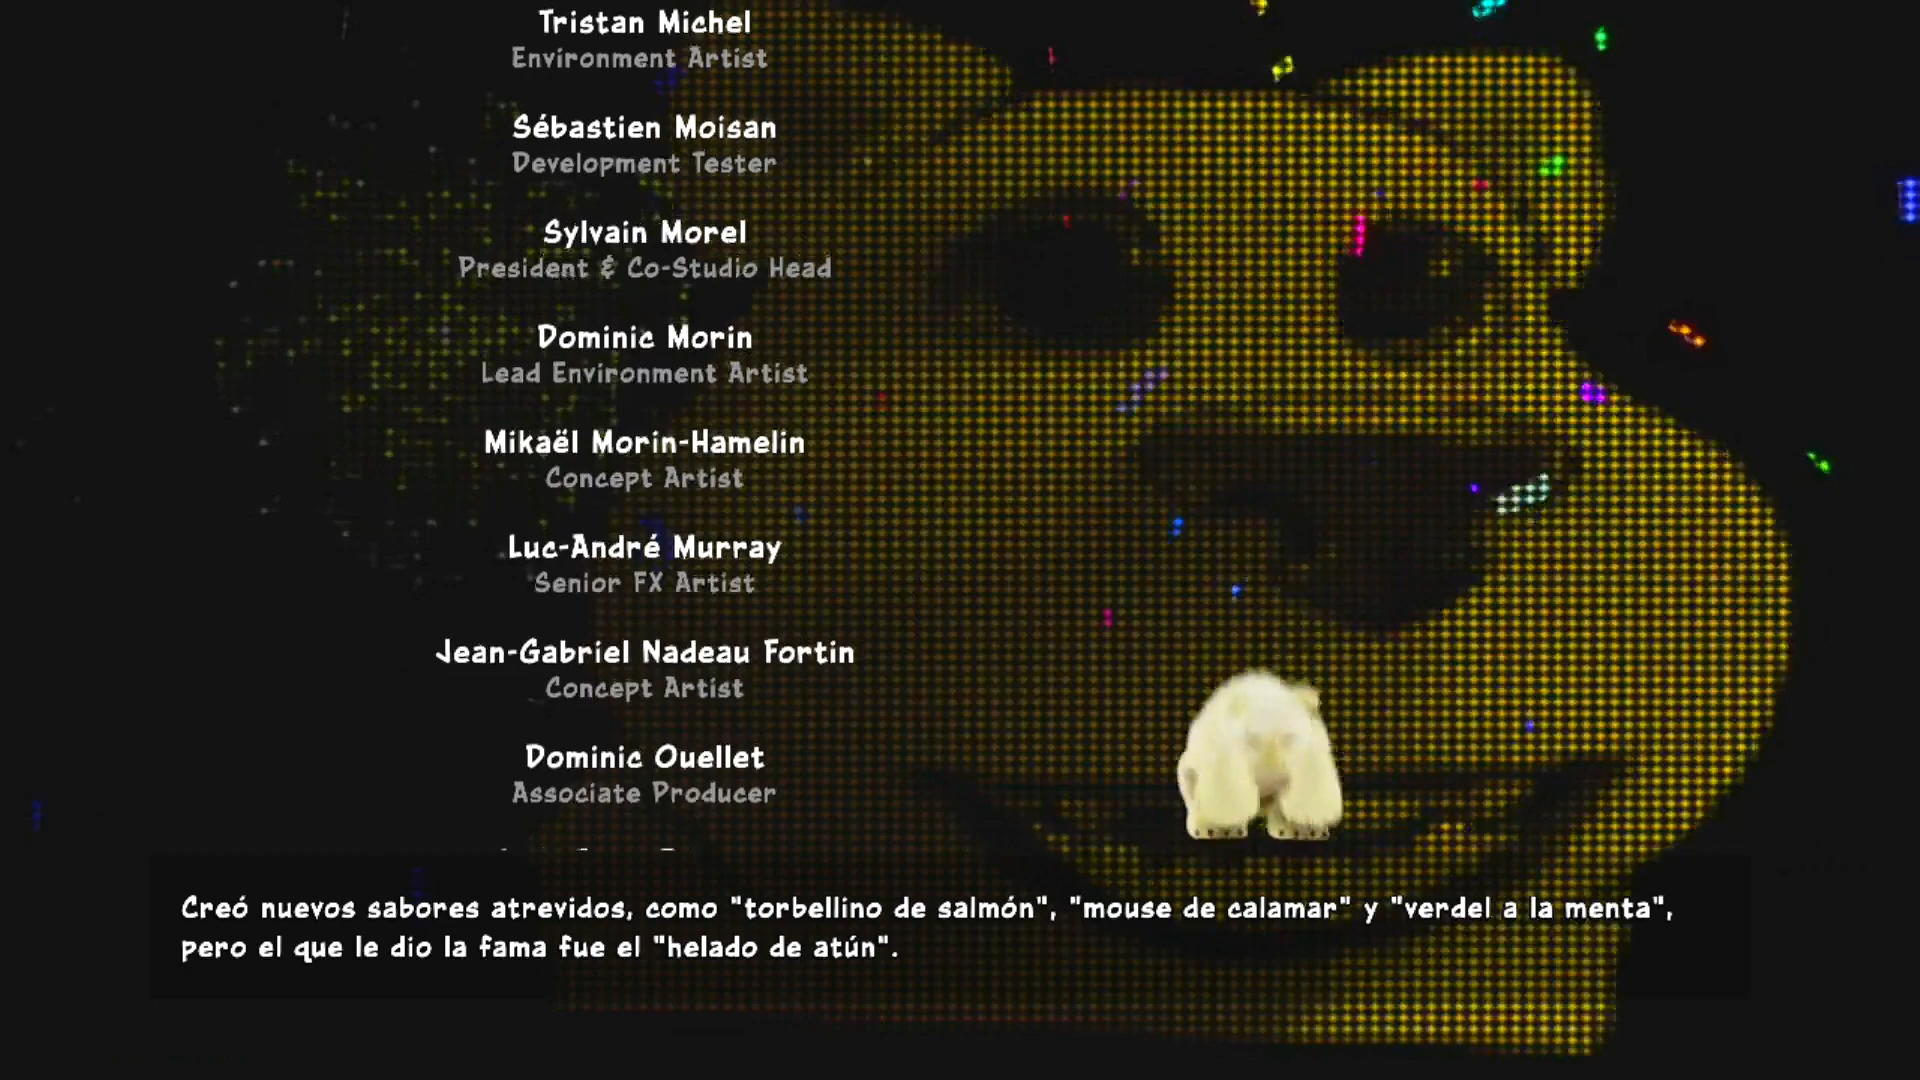 Tristan Michel
Environment Artist
Sébastien Moisan
Development Tester
Sylvain Morel
President & Co-Studio Head
Dominic Morin
Lead Environment Artist
Mikaël Morin-Hamelin
Concept Artist
Luc-André Murray
Senior FX Artist
Jean-Gabriel Nadeau Fortin
Concept Artist
Dominic Ouellet
Associate Producer
Creó nuevos sabores atrevidos, como "torbellino de salmón", "mouse de calamar" y "verdel a la menta",
pero el que le dio la fama fue el "helado de atún".